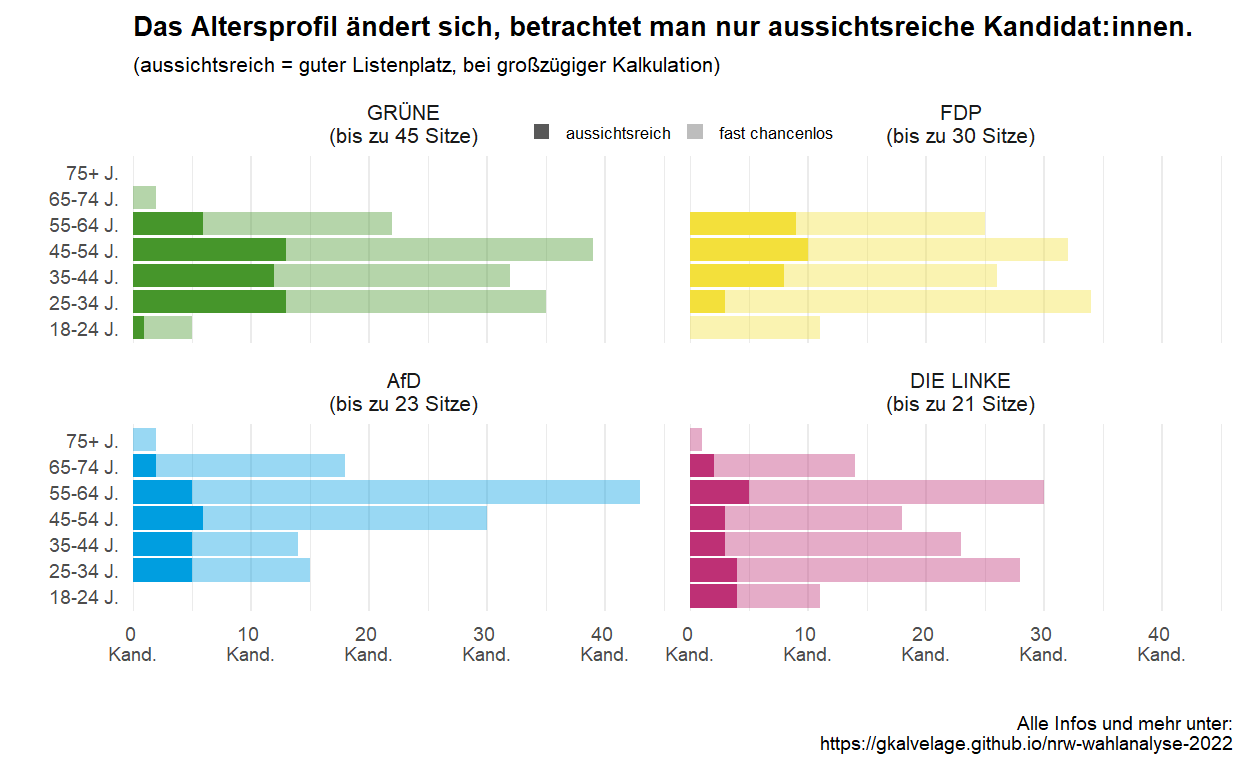 Das Altersprofil ändert sich, betrachtet man nur aussichtsreiche Kandidat:innen.
(aussichtsreich = guter Listenplatz, bei großzügiger Kalkulation)
GRÜNE
(bis zu 45 Sitze)
aussichtsreich
fast chancenlos
FDP
(bis zu 30 Sitze)
75+ J.
65-74 J.
55-64 J.
45-54 J.
35-44 J.
25-34 J.
18-24 J.
AfD
(bis zu 23 Sitze)
DIE LINKE
(bis zu 21 Sitze)
75+ J.
65-74 J.
55-64 J.
45-54 J.
35-44 J.
25-34 J.
18-24 J.
0 10 20 30 40 0 10 20 30 40
Kand. Kand. Kand. Kand. Kand. Kand. Kand. Kand. Kand. Kand.
Alle Infos und mehr unter:
https://gkalvelage.github.io/nrw-wahlanalyse-2022